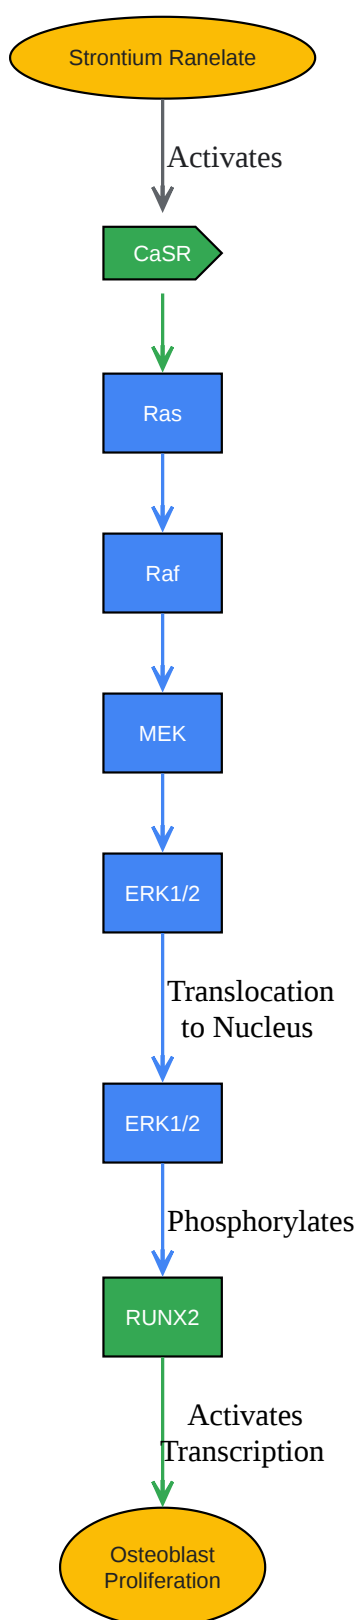 Strontium Ranelate
Activates
CaSR
Ras
Raf
MEK
ERK1/2
Translocation
to Nucleus
ERK1/2
Phosphorylates
RUNX2
Activates
Transcription
Osteoblast
Proliferation